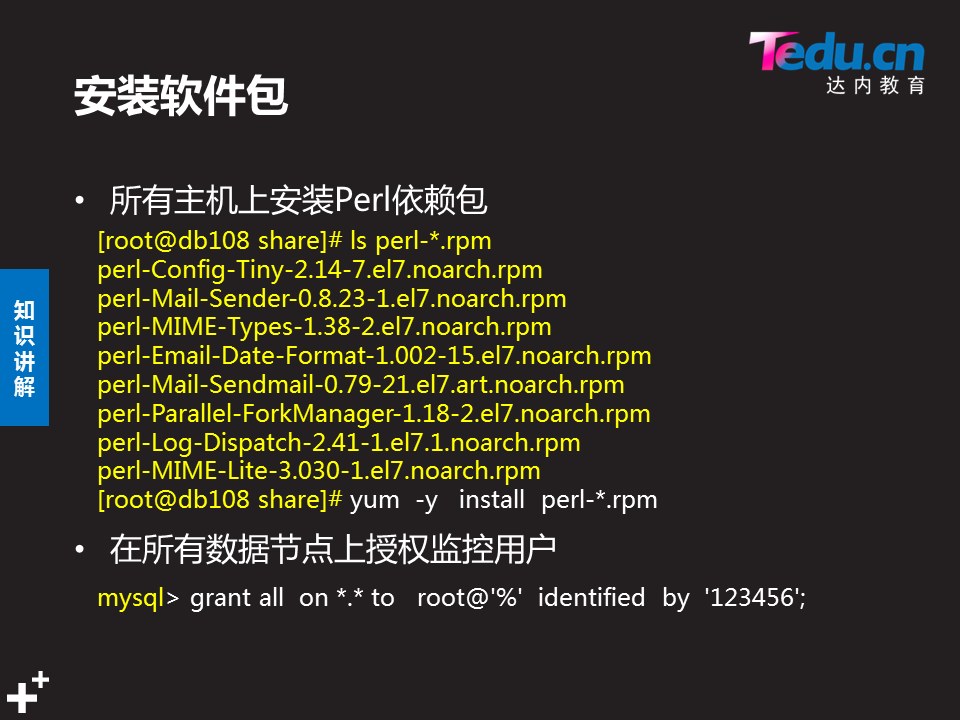 Tedu.cn
达内教育
安装软件包
• 所有主机上安装Perl依赖包
[root@db108 share]# ls perl-*.rpm
perl-Config-Tiny-2.14-7.el7.noarch.rpm
perl-Mail-Sender-0.8.23-1.el7.noarch.rpm
perl-MIME-Types-1.38-2.el7.noarch.rpm
perl-Email-Date-Format-1.002-15.el7.noarch.rpm
perl-Mail-Sendmail-0.79-21.el7.art.noarch.rpm
perl-Parallel-ForkManager-1.18-2.el7.noarch.rpm
perl-Log-Dispatch-2.41-1.el7.1.noarch.rpm
perl-MIME-Lite-3.030-1.el7.noarch.rpm
[root@db108 share]# yum -y install perl-*.rpm
• 在所有数据节点上授权监控用户
mysql> grant all on *.* to root@'%' identified by '123456';
知识讲解